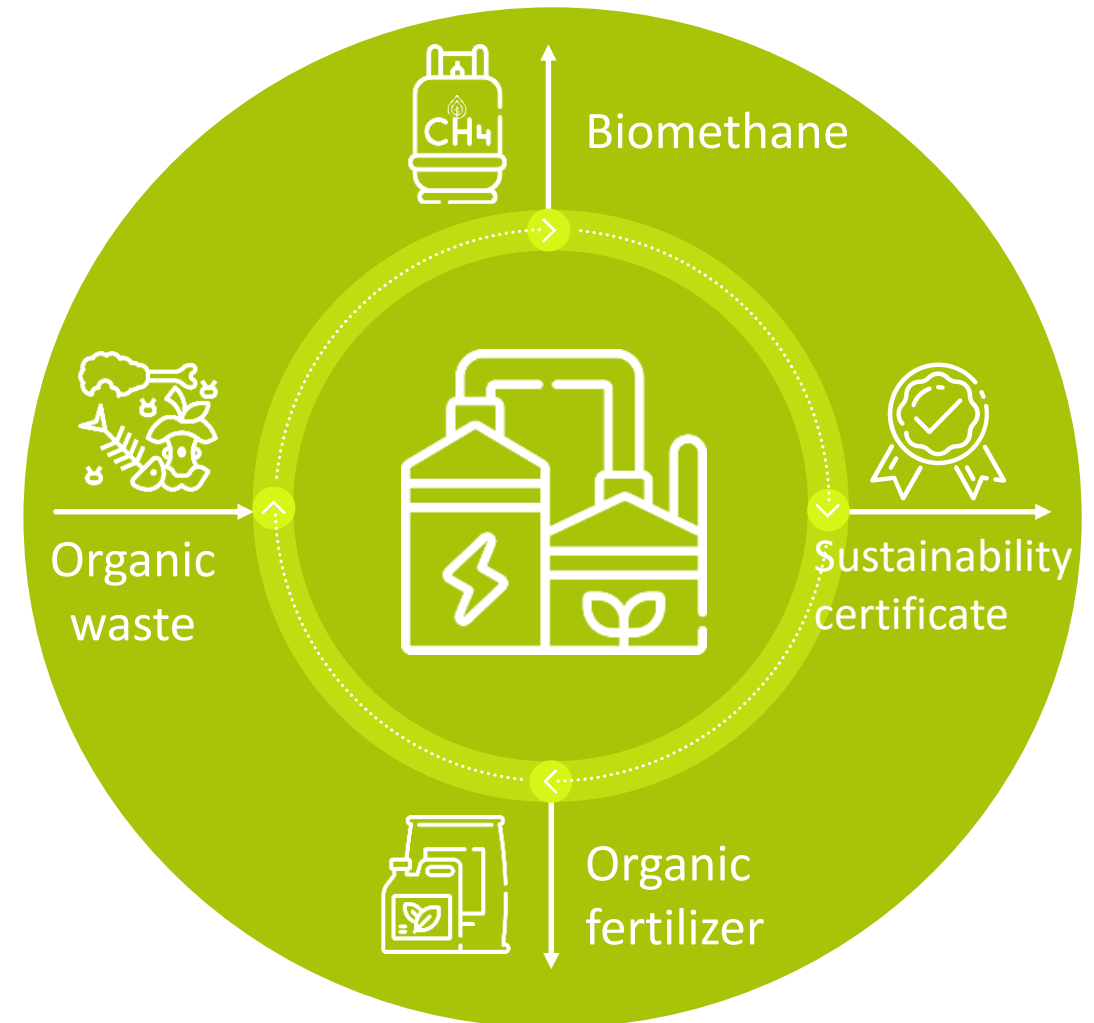 CH4
Biomethane
Organic
waste
Sustainability
certificate
Organic
fertilizer